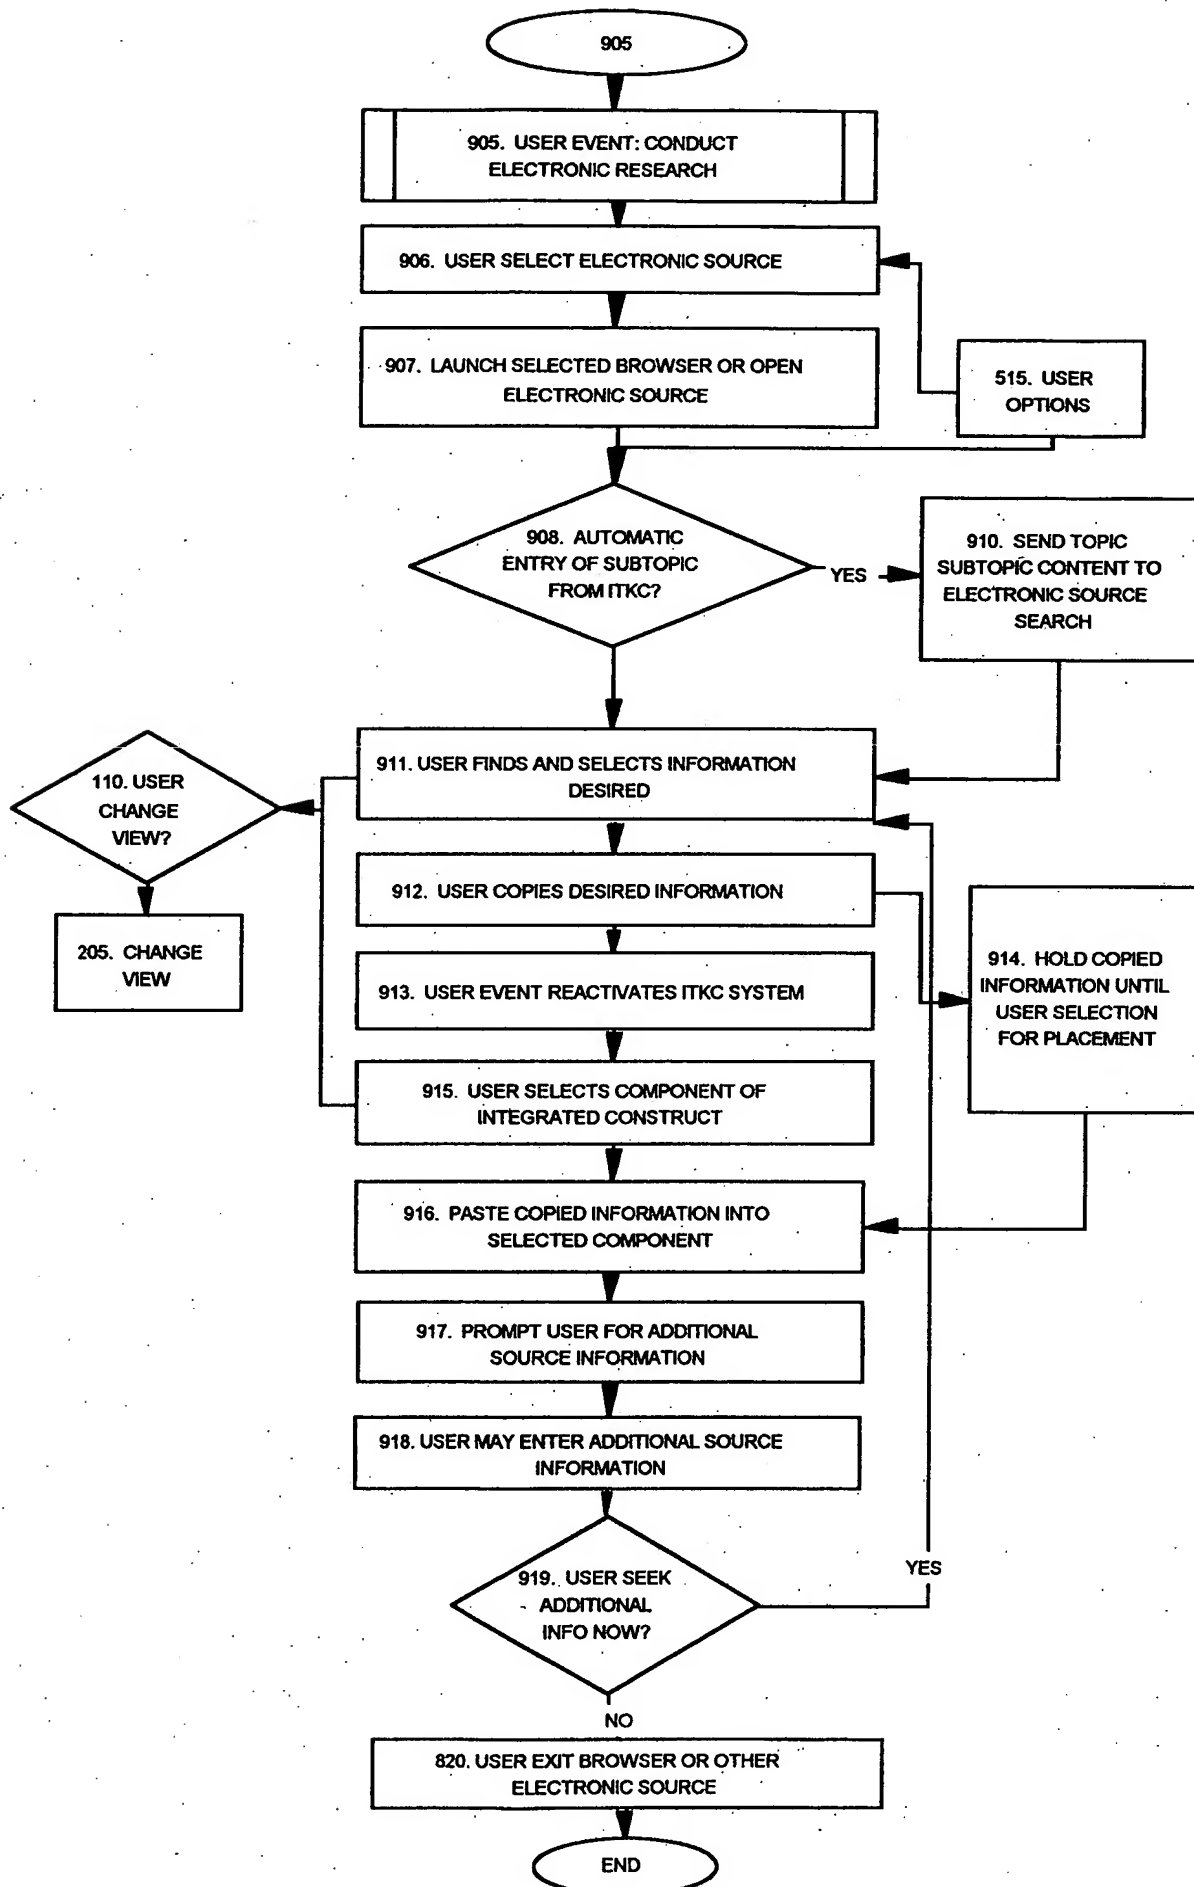 905
905. USER EVENT: CONDUCT
ELECTRONIC RESEARCH
906. USER SELECT ELECTRONIC SOURCE
907. LAUNCH SELECTED BROWSER OR OPEN
ELECTRONIC SOURCE
515. USER
OPTIONS
908. AUTOMATIC
ENTRY OF SUBTOPIC
FROM ITKC?
YES
910. SEND TOPIC
SUBTOPIC CONTENT TO
ELECTRONIC SOURCE
SEARCH
911. USER FINDS AND SELECTS INFORMATION
DESIRED
110. USER
CHANGE
VIEW?
205. CHANGE
VIEW
912. USER COPIES DESIRED INFORMATION
913. USER EVENT REACTIVATES ITKC SYSTEM
914. HOLD COPIED
INFORMATION UNTIL
USER SELECTION
FOR PLACEMENT
915. USER SELECTS COMPONENT OF
INTEGRATED CONSTRUCT
916. PASTE COPIED INFORMATION INTO
SELECTED COMPONENT
917. PROMPT USER FOR ADDITIONAL
SOURCE INFORMATION
918. USER MAY ENTER ADDITIONAL SOURCE
INFORMATION
919. USER SEEK
ADDITIONAL
INFO NOW?
YES
NO
820. USER EXIT BROWSER OR OTHER
ELECTRONIC SOURCE
END